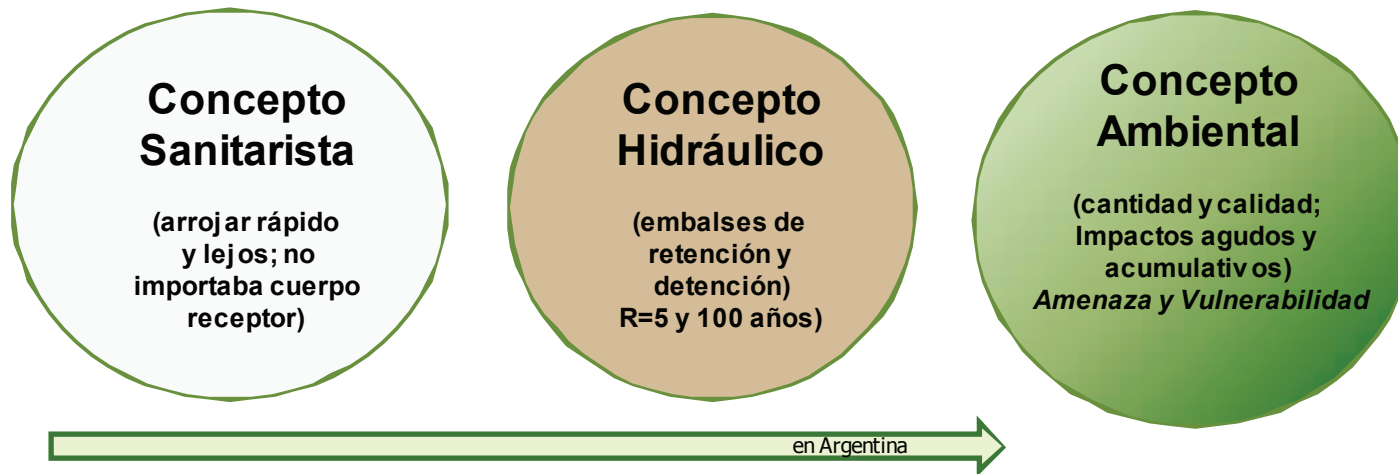 Concepto
Sanitarista
(arrojar rápido
y lejos; no
importaba cuerpo
receptor)
Concepto
Hidráulico
(embalses de
retención y
detención)
R=5 y 100 años)
Concepto
Ambiental
(cantidad y calidad;
Impactos agudos y
acumulativos)
Amenaza y Vulnerabilidad
en Argentina